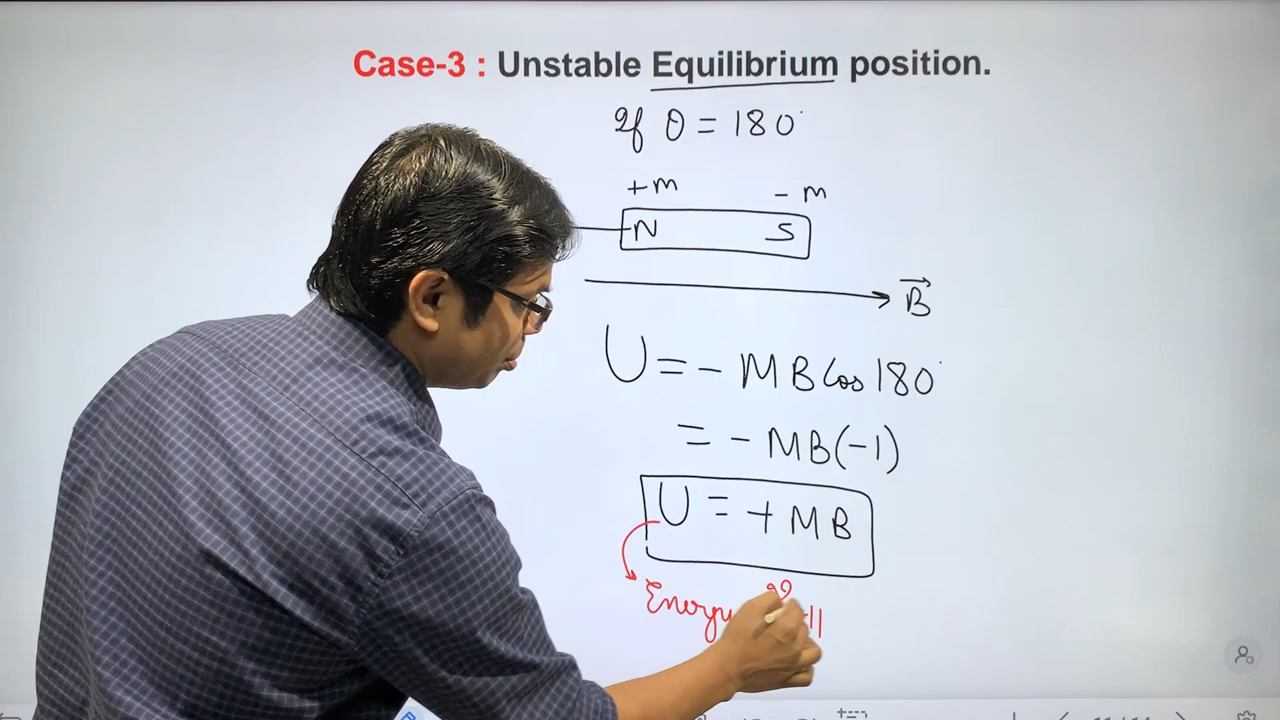 Case-3 : Unstable Equilibrium position.
If θ = 180°
+m - m
N S
B⃗
U = - MB Cos 180°
= - MB(-1)
U = + MB